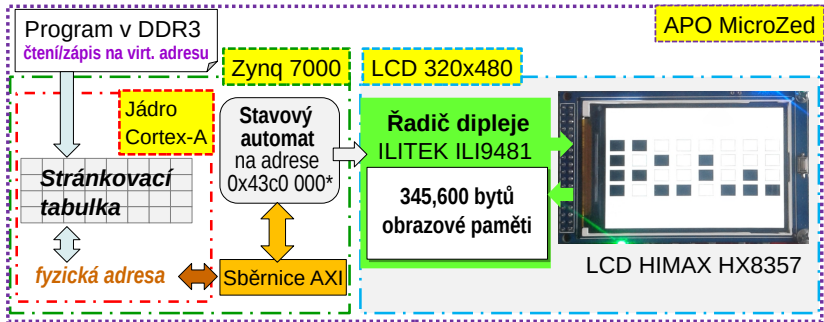 Program v DDR3
čtení/zápis na virt. adresu
APO MicroZed
Zynq 7000
LCD 320x480
Jádro
Cortex-A
Stavový
automat
na adrese
0x43c0 000*
Řadič dipleje
ILITEK ILI9481
345,600 bytů
obrazové paměti
Stránkovací
tabulka
fyzická adresa
Sběrnice AXI
LCD HIMAX HX8357